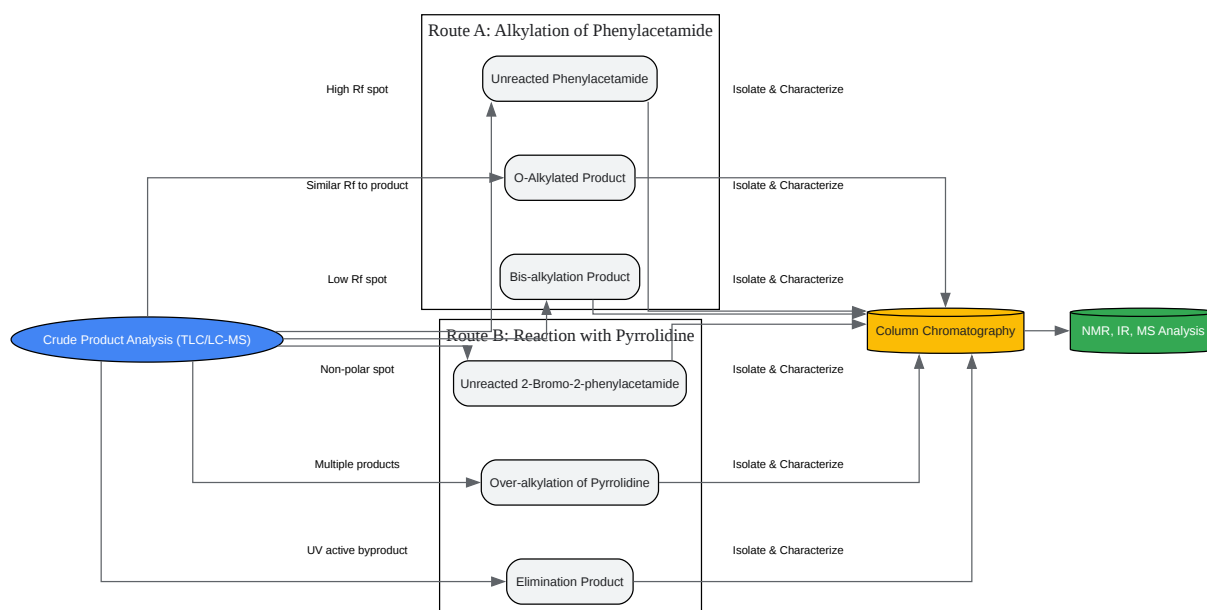 Route A: Alkylation of Phenylacetamide
High Rf spot
Unreacted Phenylacetamide
Isolate & Characterize
Similar Rf to product
O-Alkylated Product
Isolate & Characterize
Low Rf spot
Bis-alkylation Product
Isolate & Characterize
Crude Product Analysis (TLC/LC-MS)
Route B: Reaction with Pyrrolidine
Column Chromatography
NMR, IR, MS Analysis
Non-polar spot
Unreacted 2-Bromo-2-phenylacetamide
Isolate & Characterize
Multiple products
Over-alkylation of Pyrrolidine
Isolate & Characterize
UV active byproduct
Elimination Product
Isolate & Characterize